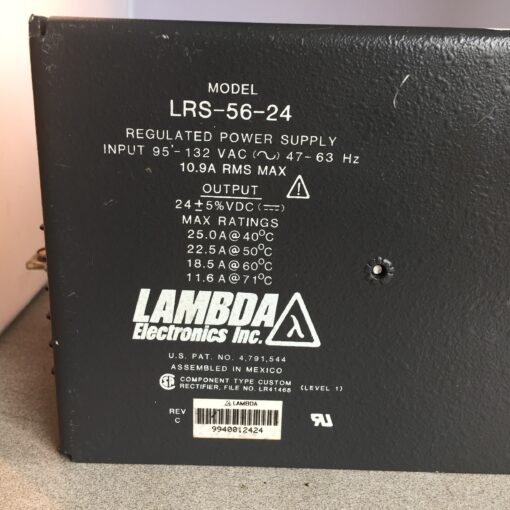 MODEL
LRS-56-24
REGULATED POWER SUPPLY
INPUT 95'-132 VAC (∿) 47-63 Hz
10.9A RMS MAX
OUTPUT
24±5%VDC (⎓)
MAX RATINGS
25.0A@40°C
22.5A@50°C
18.5A@60°C
11.6A@71°C
LAMBDA λ
Electronics Inc.
U.S. PAT. NO. 4,791,544
ASSEMBLED IN MEXICO
COMPONENT TYPE CUSTOM
RECTIFIER, FILE NO. LR41468 (LEVEL 1)
LAMBDA
REV
C
9940012424